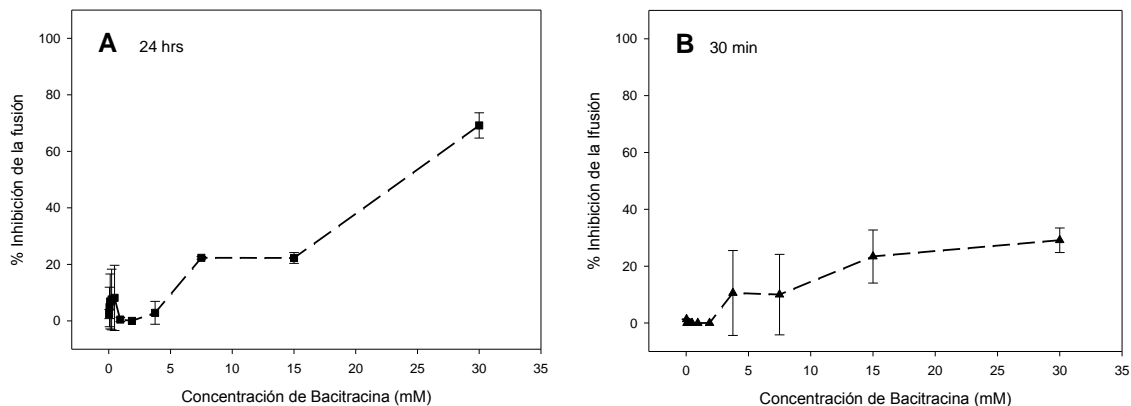 A 24 hrs
% Inhibición de la fusión
100
80
60
40
20
0
0 5 10 15 20 25 30 35
Concentración de Bacitracina (mM)
B 30 min
% Inhibición de la Ifusión
100
80
60
40
20
0
0 5 10 15 20 25 30 35
Concentración de Bacitracina (mM)